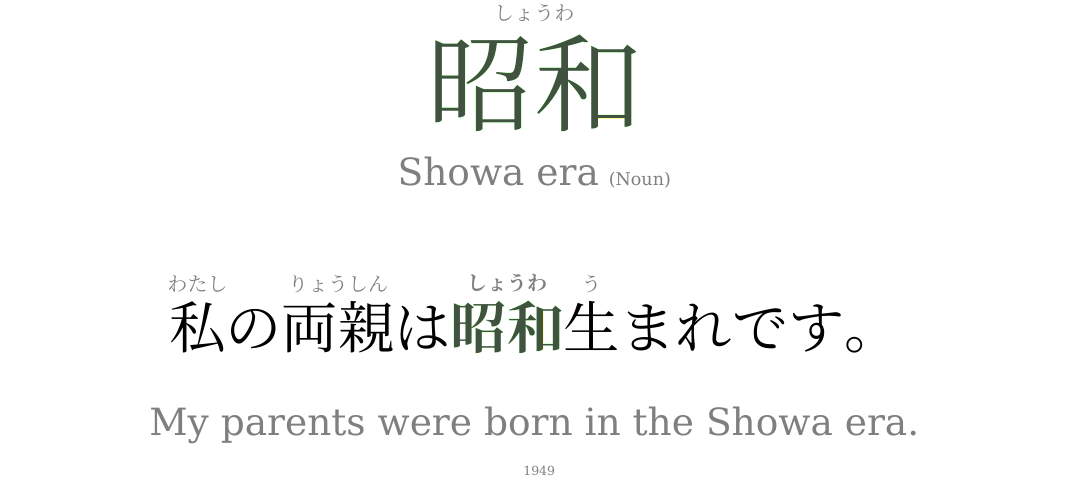 しょうわ
昭和
Showa era (Noun)
わたし りょうしん しょうわ う
私の両親は昭和生まれです。
My parents were born in the Showa era.
1949